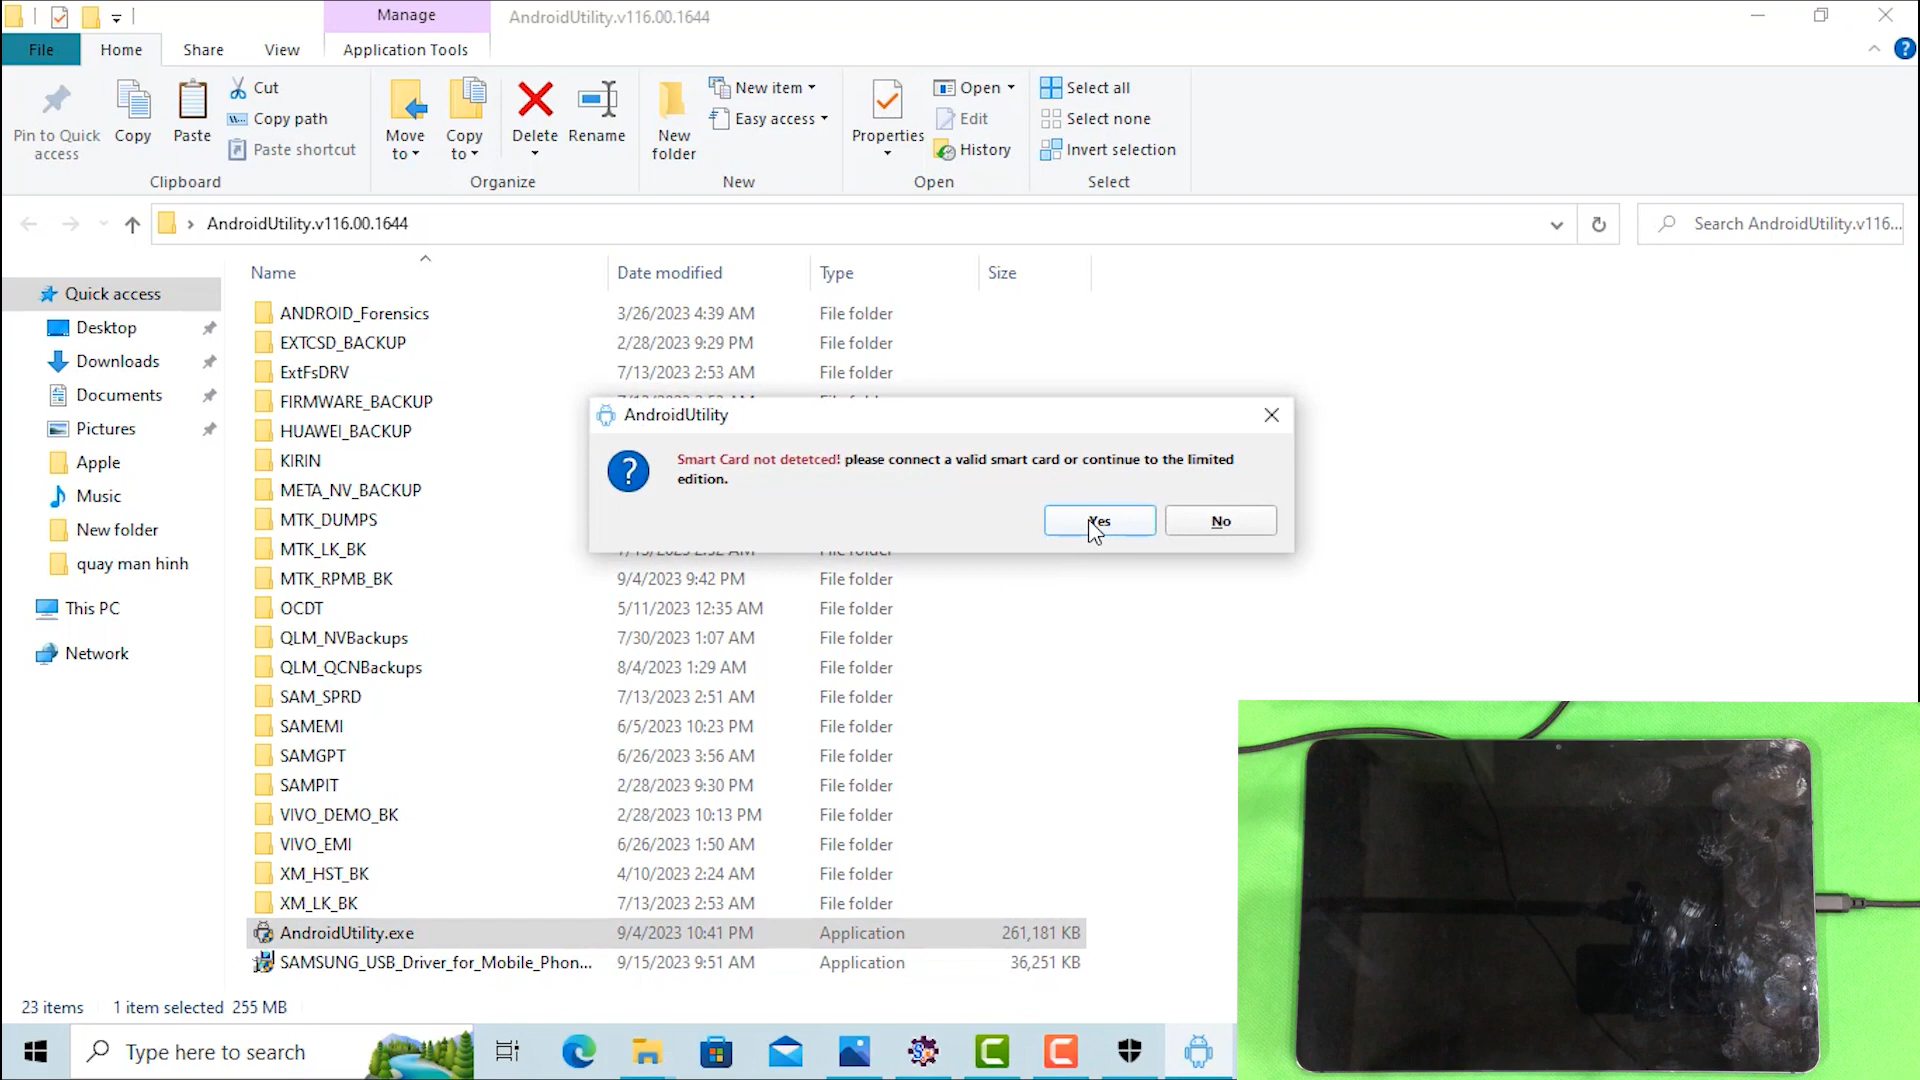 Manage
AndroidUtility.v116.00.1644
File
Home
Share
View
Application Tools
Pin to Quick access
Copy
Paste
Cut
Copy path
Paste shortcut
Clipboard
Move to
Copy to
Delete
Rename
Organize
New folder
New item
Easy access
New
Properties
Open
Edit
History
Open
Select all
Select none
Invert selection
Select
AndroidUtility.v116.00.1644
Search AndroidUtility.v116...
Quick access
Desktop
Downloads
Documents
Pictures
Apple
Music
New folder
quay man hinh
This PC
Network
Name Date modified Type Size
ANDROID_Forensics 3/26/2023 4:39 AM File folder
EXTCSD_BACKUP 2/28/2023 9:29 PM File folder
ExtFsDRV 7/13/2023 2:53 AM File folder
FIRMWARE_BACKUP
HUAWEI_BACKUP
KIRIN
META_NV_BACKUP
MTK_DUMPS
MTK_LK_BK
MTK_RPMB_BK 9/4/2023 9:42 PM File folder
OCDT 5/11/2023 12:35 AM File folder
QLM_NVBackups 7/30/2023 1:07 AM File folder
QLM_QCNBackups 8/4/2023 1:29 AM File folder
SAM_SPRD 7/13/2023 2:51 AM File folder
SAMEMI 6/5/2023 10:23 PM File folder
SAMGPT 6/26/2023 3:56 AM File folder
SAMPIT 2/28/2023 9:30 PM File folder
VIVO_DEMO_BK 2/28/2023 10:13 PM File folder
VIVO_EMI 6/26/2023 1:50 AM File folder
XM_HST_BK 4/10/2023 2:24 AM File folder
XM_LK_BK 7/13/2023 2:53 AM File folder
AndroidUtility.exe 9/4/2023 10:41 PM Application 261,181 KB
SAMSUNG_USB_Driver_for_Mobile_Phon... 9/15/2023 9:51 AM Application 36,251 KB
AndroidUtility
Smart Card not detetced! please connect a valid smart card or continue to the limited
edition.
Yes
No
23 items 1 item selected 255 MB
Type here to search